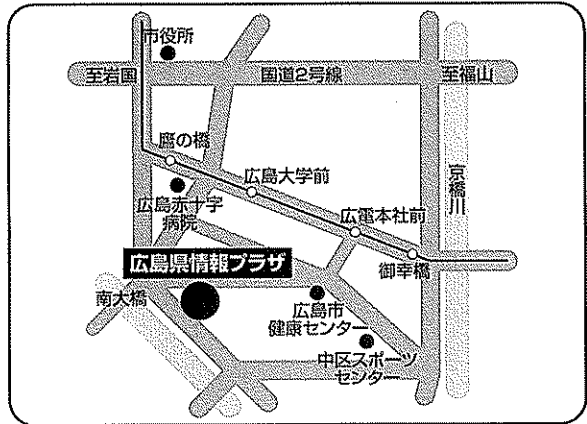 市役所
至岩国
国道2号線
至福山
鷹の橋
広島大学前
京橋川
広島赤十字
病院
広電本社前
広島県情報プラザ
御幸橋
南大橋
広島市
健康センター
中区スポーツ
センター